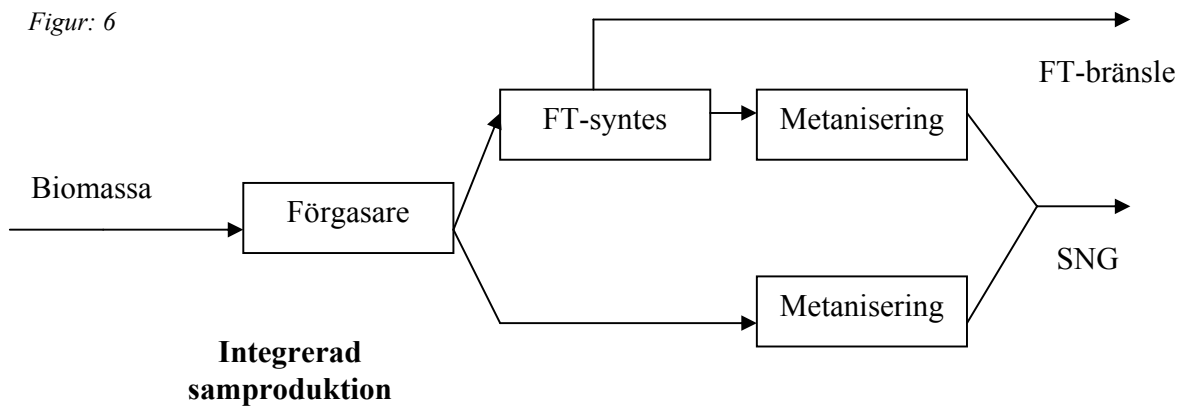 Figur: 6
FT-bränsle
FT-syntes
Metanisering
Biomassa
Förgasare
SNG
Metanisering
Integrerad
samproduktion